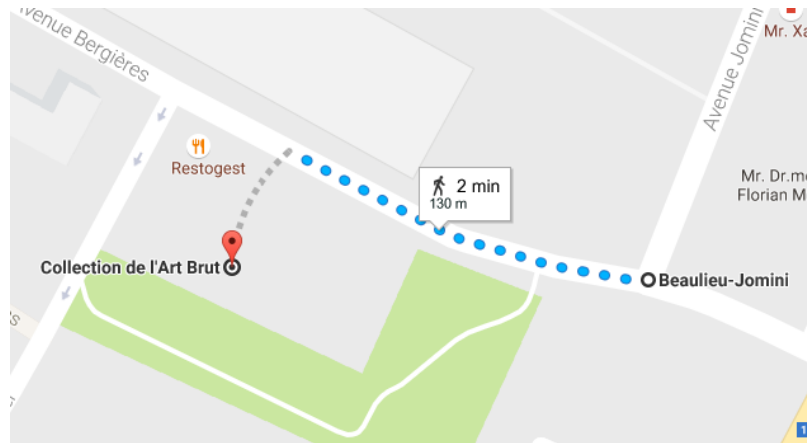 Avenue Bergières
Mr. Xa
Avenue Jomini
Restogest
2 min
130 m
Mr. Dr.me
Florian M
Collection de l'Art Brut
Beaulieu-Jomini
1